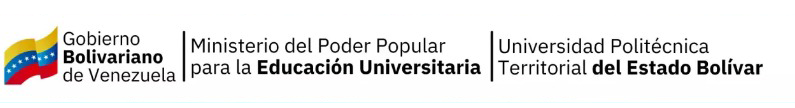 Gobierno
Bolivariano
de Venezuela
Ministerio del Poder Popular
para la Educación Universitaria
Universidad Politécnica
Territorial del Estado Bolívar